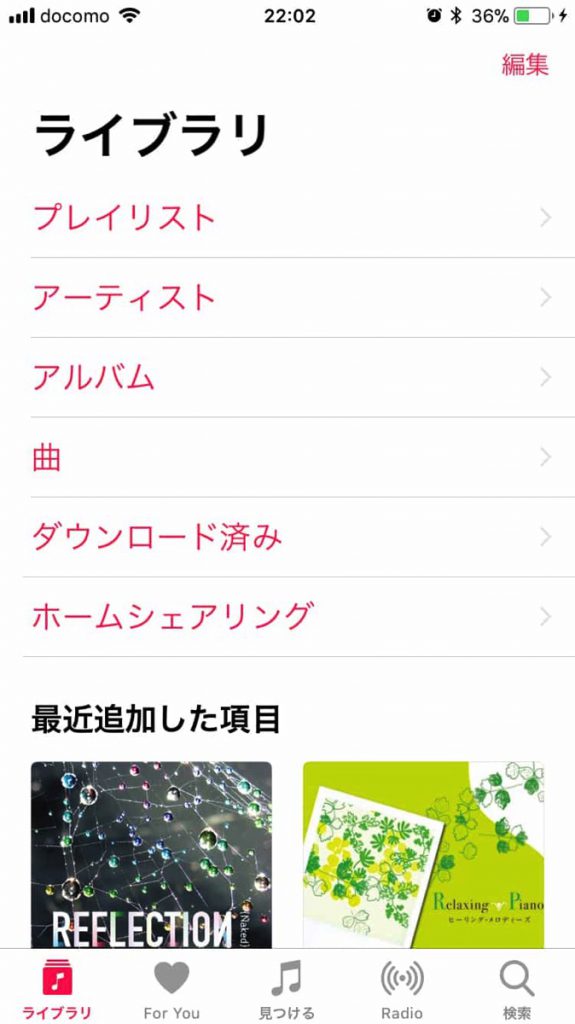 docomo 22:02 36%
編集
ライブラリ
プレイリスト
アーティスト
アルバム
曲
ダウンロード済み
ホームシェアリング
最近追加した項目
REFLECTION
{Naked}
Relaxing Piano
ヒーリング・メロディーズ
ライブラリ For You 見つける Radio 検索